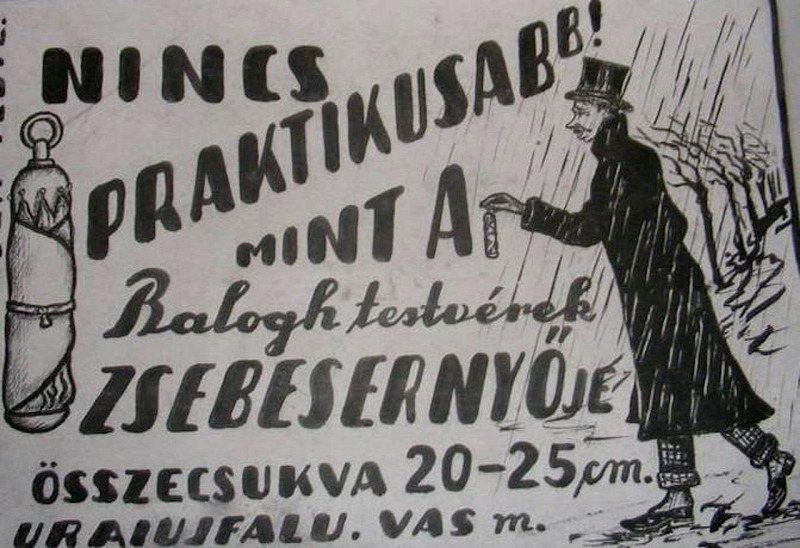 NINCS
PRAKTIKUSABB!
MINT A
Balogh testvérek
ZSEBESERNYŐJE
ÖSSZECSUKVA 20-25 cm.
URAIUJFALU. VAS m.